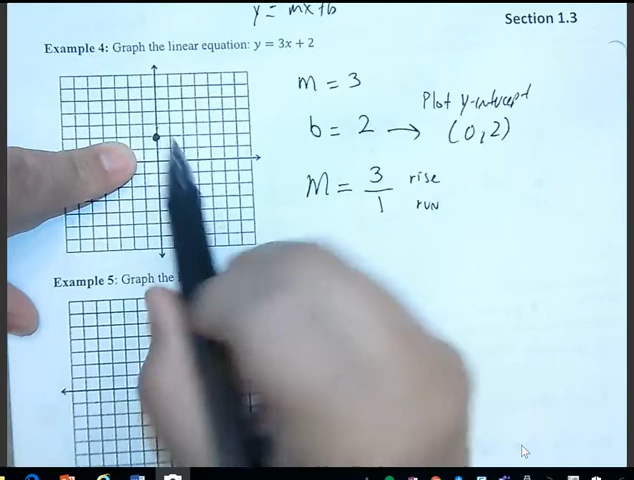 y = mx+b
Section 1.3
Example 4: Graph the linear equation: y = 3x + 2
m = 3
Plot y-intercept
b = 2 → (0,2)
M = 3/1 rise run
Example 5: Graph the